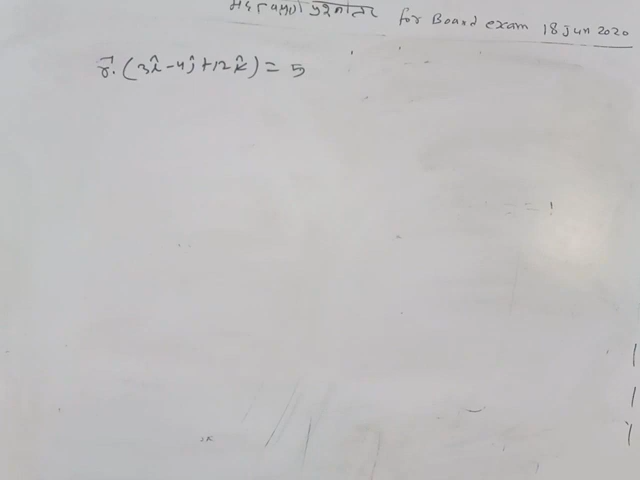 महत्वपूर्ण प्रश्नोत्तर for Board exam 18 Jun 2020
r⃗.(3î-4ĵ+12k̂) = 5